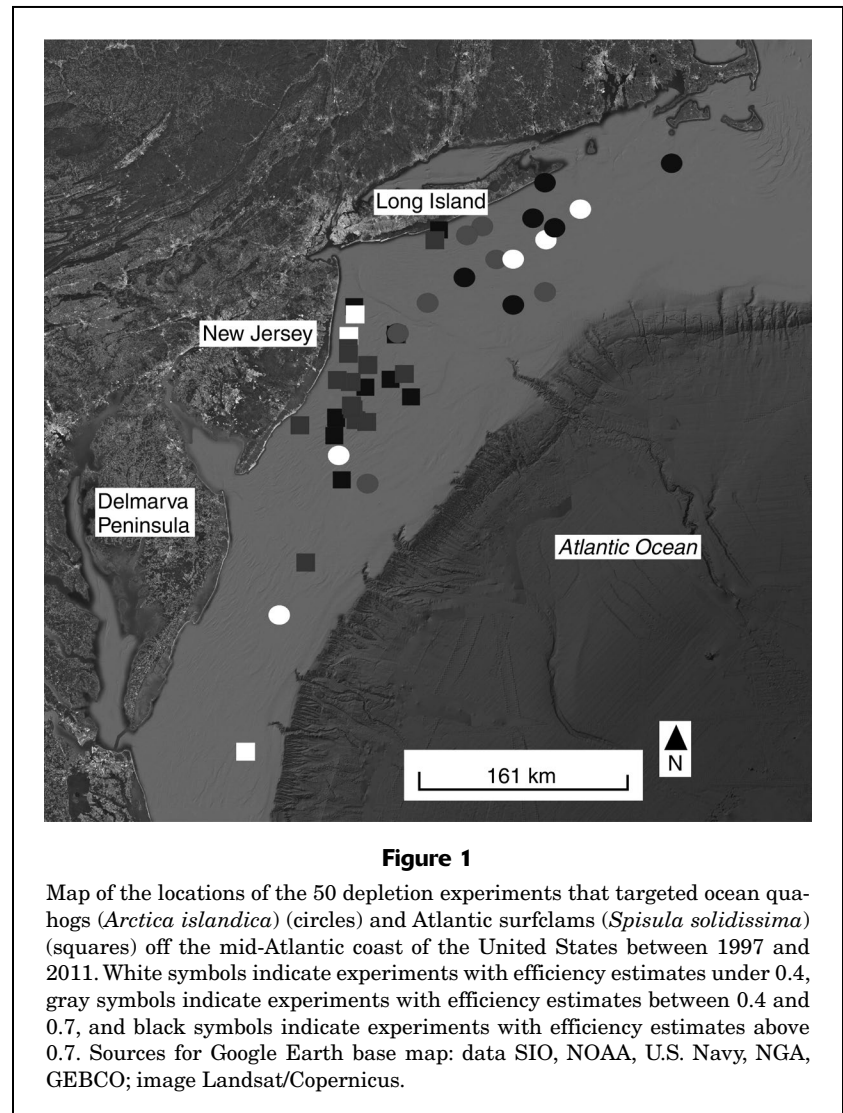 Long Island
New Jersey
Delmarva
Peninsula
Atlantic Ocean
N
161 km
Figure 1
Map of the locations of the 50 depletion experiments that targeted ocean qua-
hogs (Arctica islandica) (circles) and Atlantic surfclams (Spisula solidissima)
(squares) off the mid-Atlantic coast of the United States between 1997 and
2011. White symbols indicate experiments with efficiency estimates under 0.4,
gray symbols indicate experiments with efficiency estimates between 0.4 and
0.7, and black symbols indicate experiments with efficiency estimates above
0.7. Sources for Google Earth base map: data SIO, NOAA, U.S. Navy, NGA,
GEBCO; image Landsat/Copernicus.